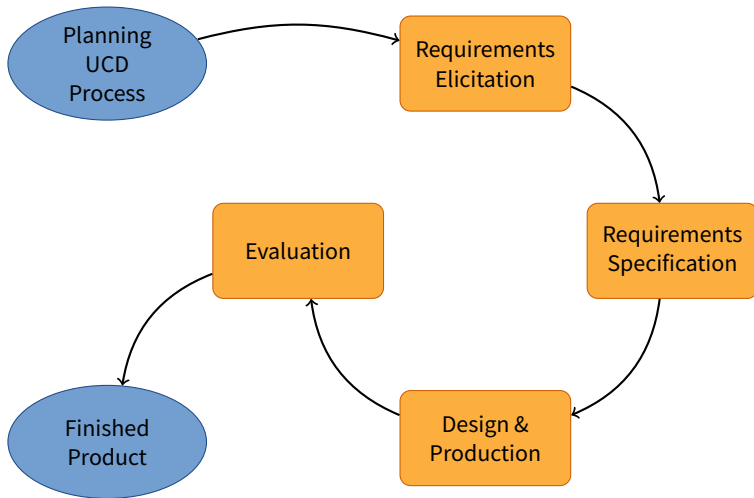 Planning
UCD
Process
Requirements
Elicitation
Requirements
Specification
Design &
Production
Evaluation
Finished
Product